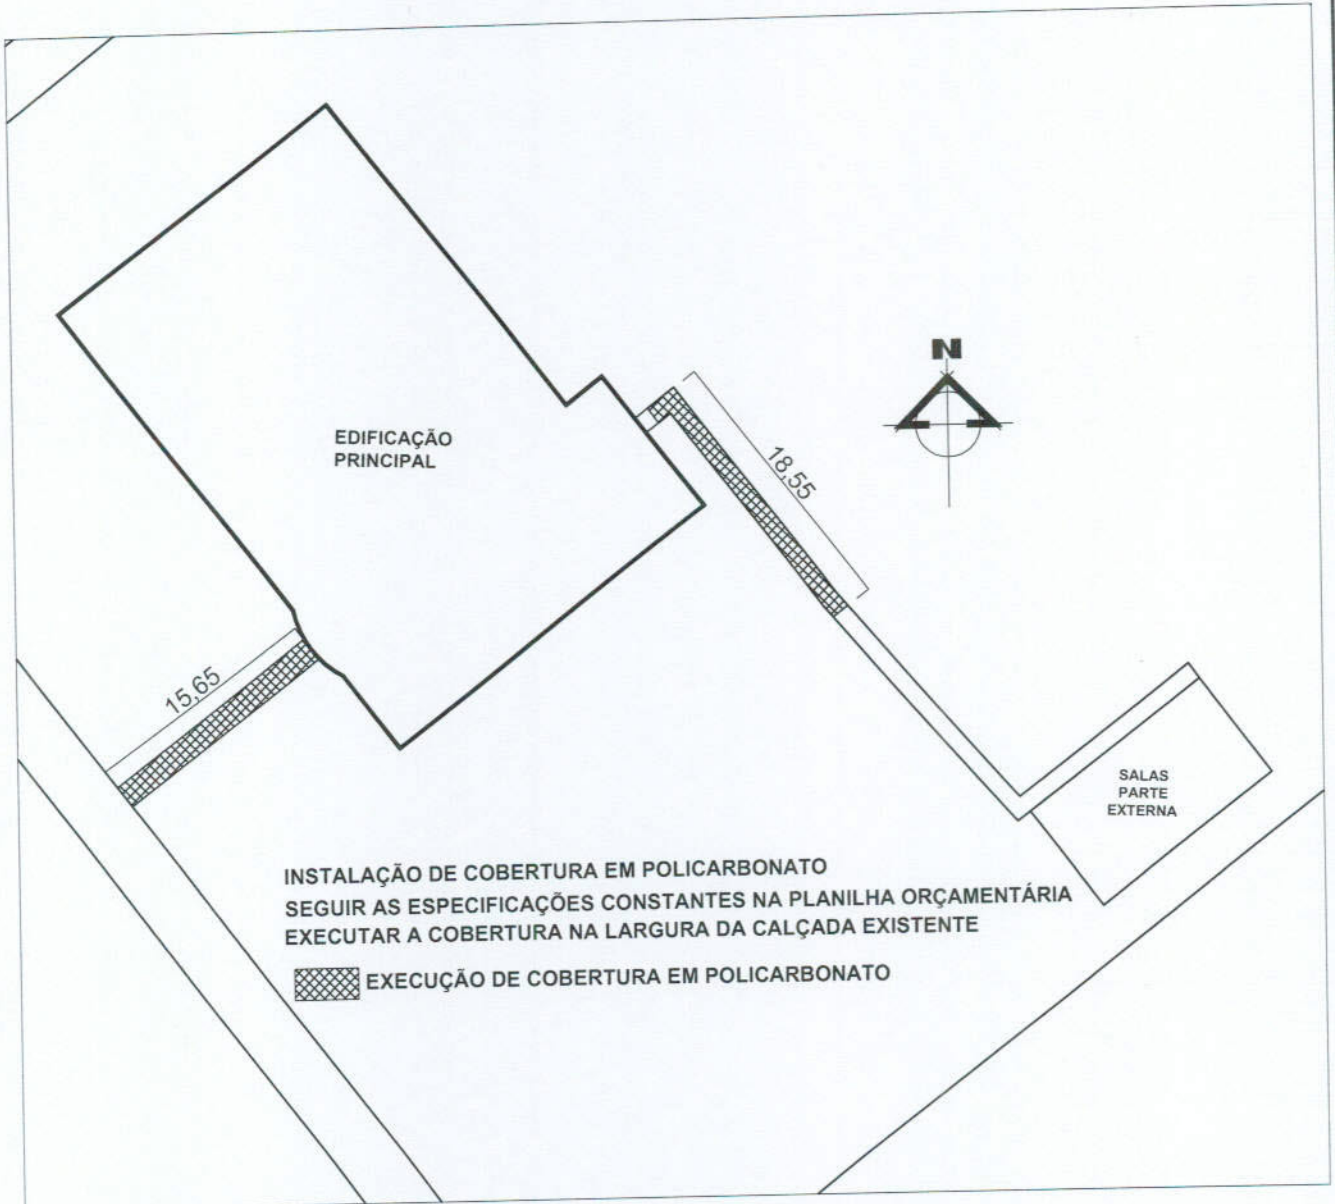 N
EDIFICAÇÃO
PRINCIPAL
18,55
15,65
SALAS
PARTE
EXTERNA
INSTALAÇÃO DE COBERTURA EM POLICARBONATO
SEGUIR AS ESPECIFICAÇÕES CONSTANTES NA PLANILHA ORÇAMENTÁRIA
EXECUTAR A COBERTURA NA LARGURA DA CALÇADA EXISTENTE
EXECUÇÃO DE COBERTURA EM POLICARBONATO